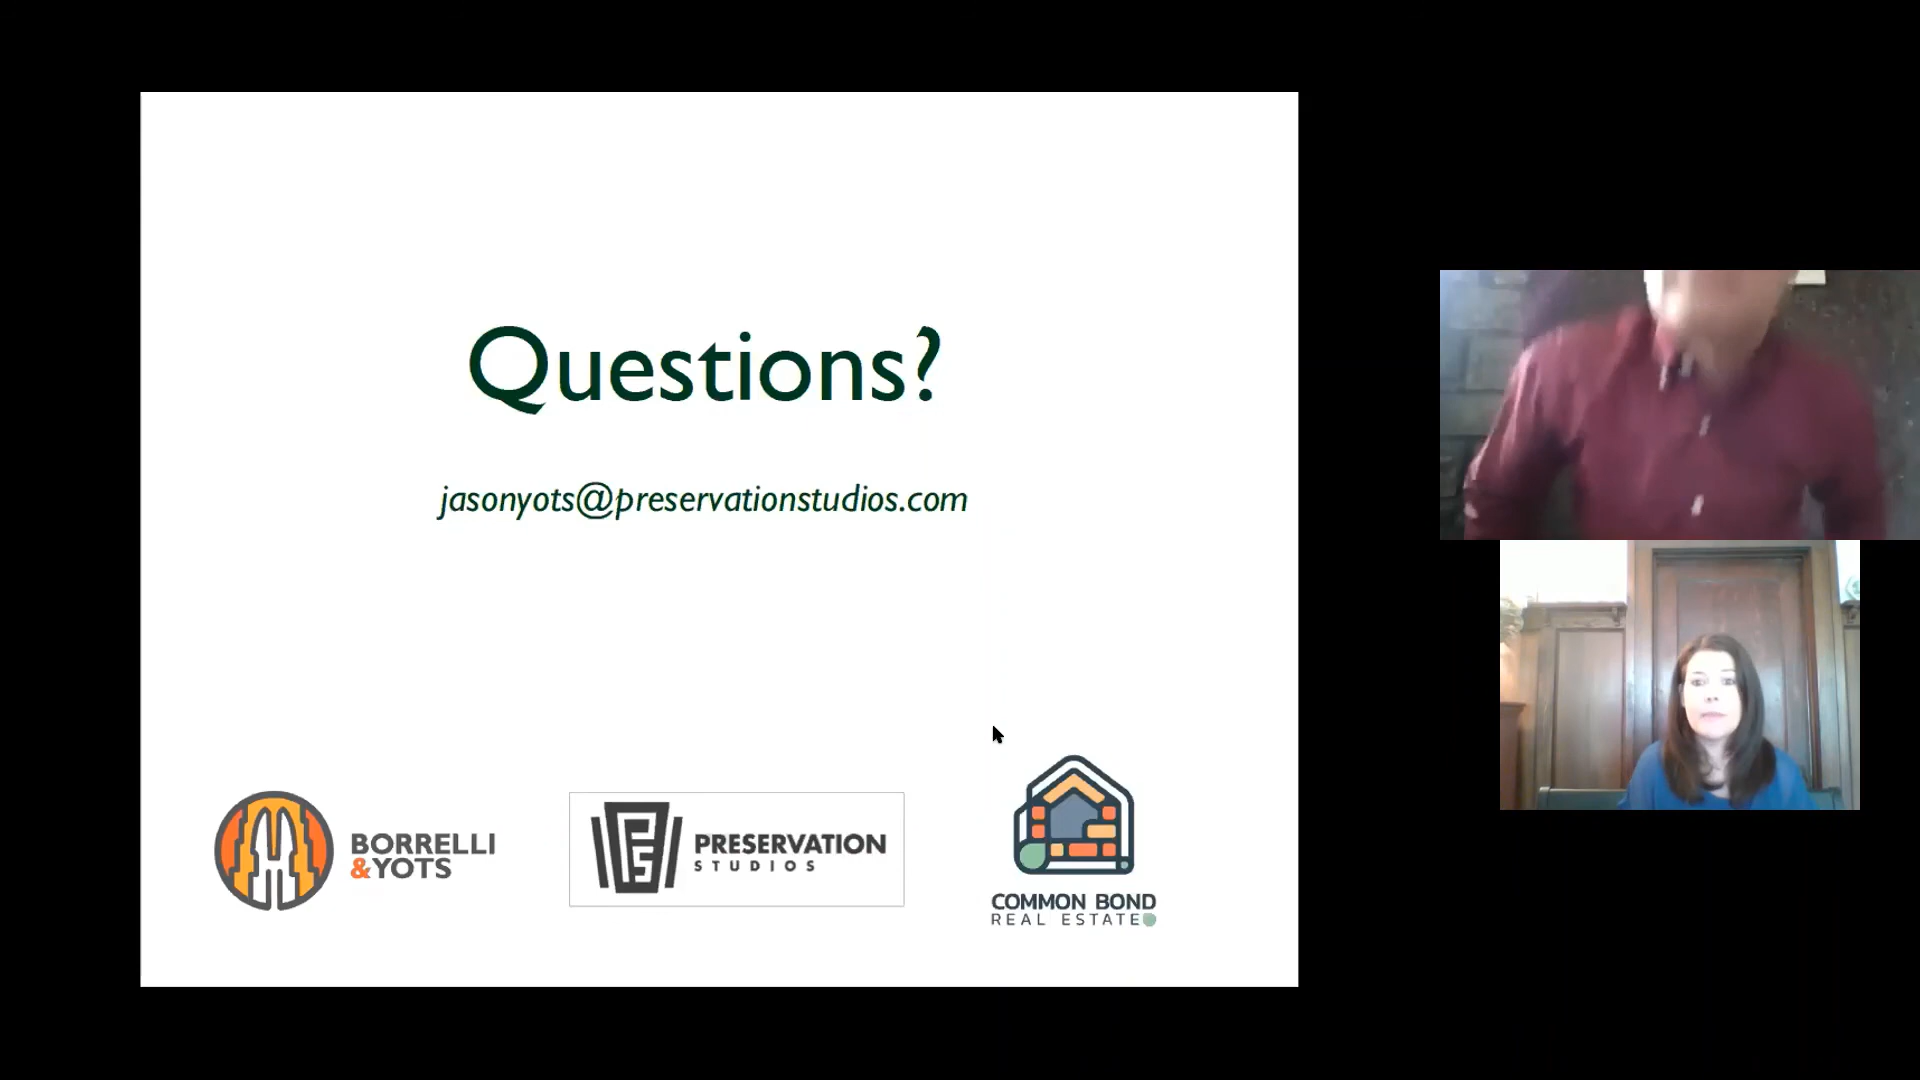 Questions?
jasonyots@preservationstudios.com
BORRELLI
&YOTS
PRESERVATION
STUDIOS
COMMON BOND
REAL ESTATE